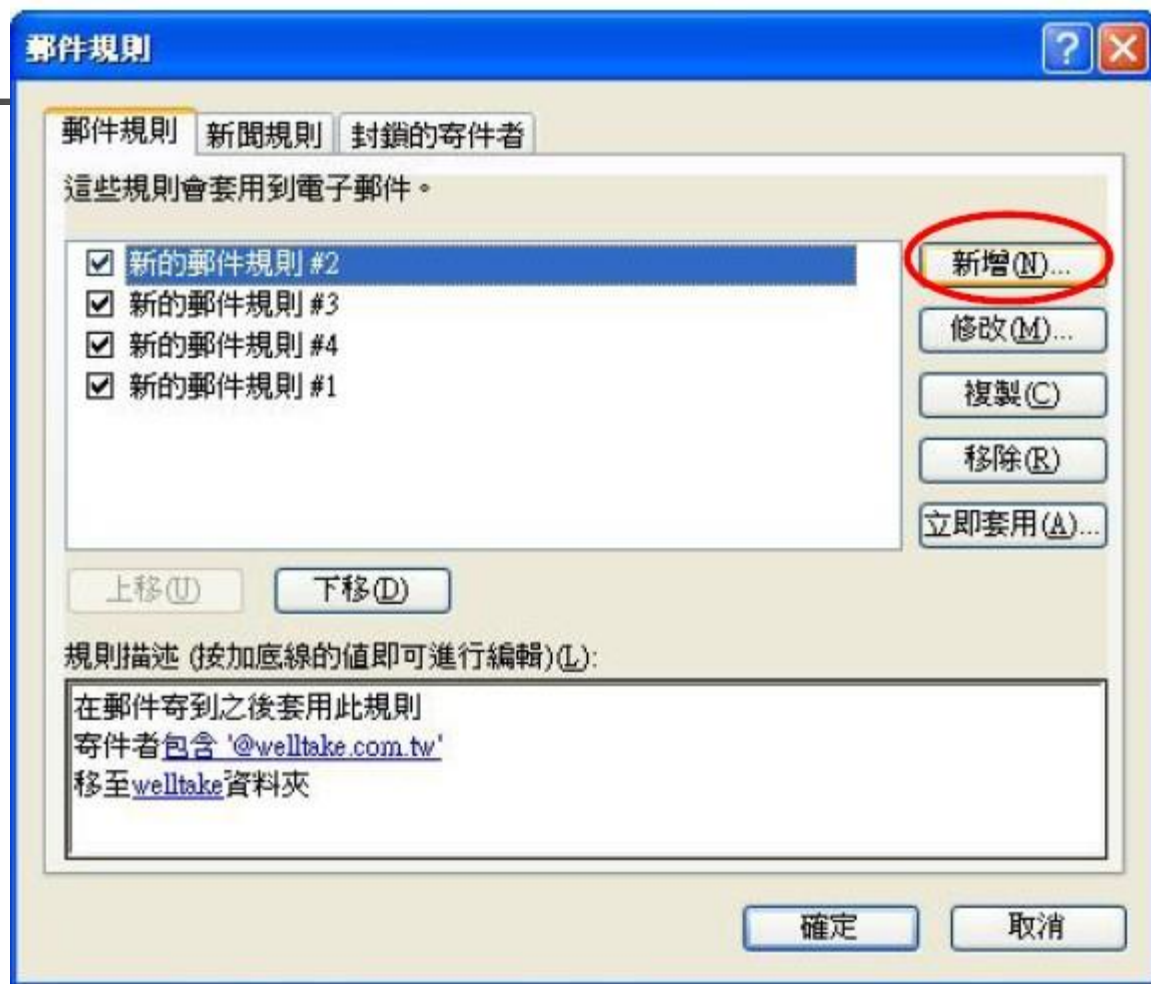 郵件規則
郵件規則 新聞規則 封鎖的寄件者
這些規則會套用到電子郵件。
新的郵件規則 #2
新的郵件規則 #3
新的郵件規則 #4
新的郵件規則 #1
新增(N)...
修改(M)...
複製(C)
移除(R)
立即套用(A)...
上移(U) 下移(D)
規則描述 (按加底線的值即可進行編輯)(L):
在郵件寄到之後套用此規則
寄件者包含 '@welltake.com.tw'
移至welltake資料夾
確定 取消